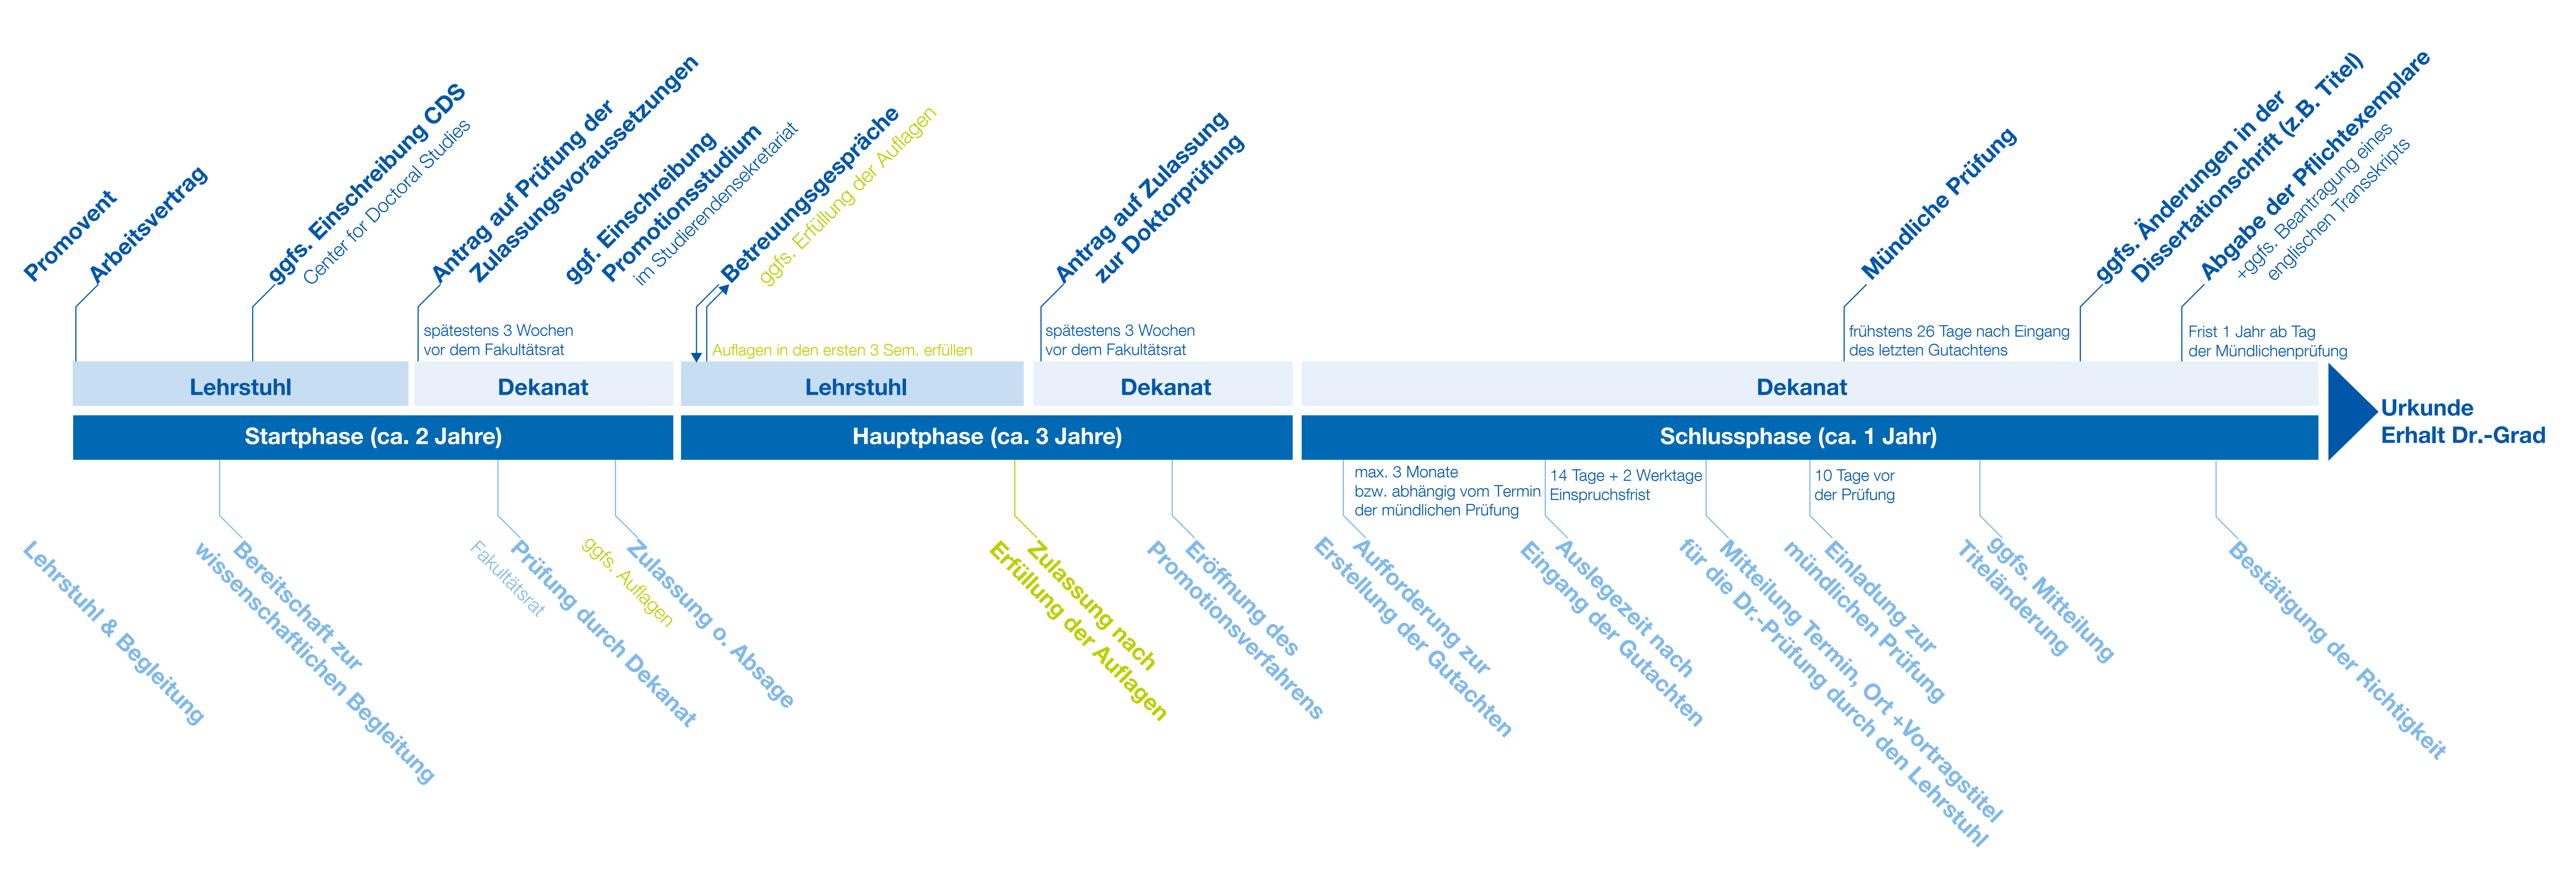 Promovent
Arbeitsvertrag
ggfs. Einschreibung CDS
Center for Doctoral Studies
Antrag auf Prüfung der
Zulassungsvoraussetzungen
ggf. Einschreibung
Promotionsstudium
im Studierendensekretariat
Betreuungsgespräche
ggfs. Erfüllung der Auflagen
Antrag auf Zulassung
zur Doktorprüfung
Mündliche Prüfung
ggfs. Änderungen in der
Dissertationschrift (z.B. Titel)
Abgabe der Pflichtexemplare
+ggfs. Beantragung eines
englischen Transskripts
spätestens 3 Wochen
vor dem Fakultätsrat
Auflagen in den ersten 3 Sem. erfüllen
spätestens 3 Wochen
vor dem Fakultätsrat
frühstens 26 Tage nach Eingang
des letzten Gutachtens
Frist 1 Jahr ab Tag
der Mündlichenprüfung
Lehrstuhl
Dekanat
Lehrstuhl
Dekanat
Dekanat
Startphase (ca. 2 Jahre)
Hauptphase (ca. 3 Jahre)
Schlussphase (ca. 1 Jahr)
Urkunde
Erhalt Dr.-Grad
max. 3 Monate
bzw. abhängig vom Termin
der mündlichen Prüfung
14 Tage + 2 Werktage
Einspruchsfrist
10 Tage vor
der Prüfung
Lehrstuhl & Begleitung
Bereitschaft zur
wissenschaftlichen Begleitung
Prüfung durch Dekanat
Fakultätsrat
Zulassung o. Absage
ggfs. Auflagen
Zulassung nach
Erfüllung der Auflagen
Eröffnung des
Promotionsverfahrens
Aufforderung zur
Erstellung der Gutachten
Auslegezeit nach
Eingang der Gutachten
Mitteilung Termin, Ort +Vortragstitel
für die Dr.-Prüfung durch den Lehrstuhl
Einladung zur
mündlichen Prüfung
ggfs. Mitteilung
Titeländerung
Bestätigung der Richtigkeit